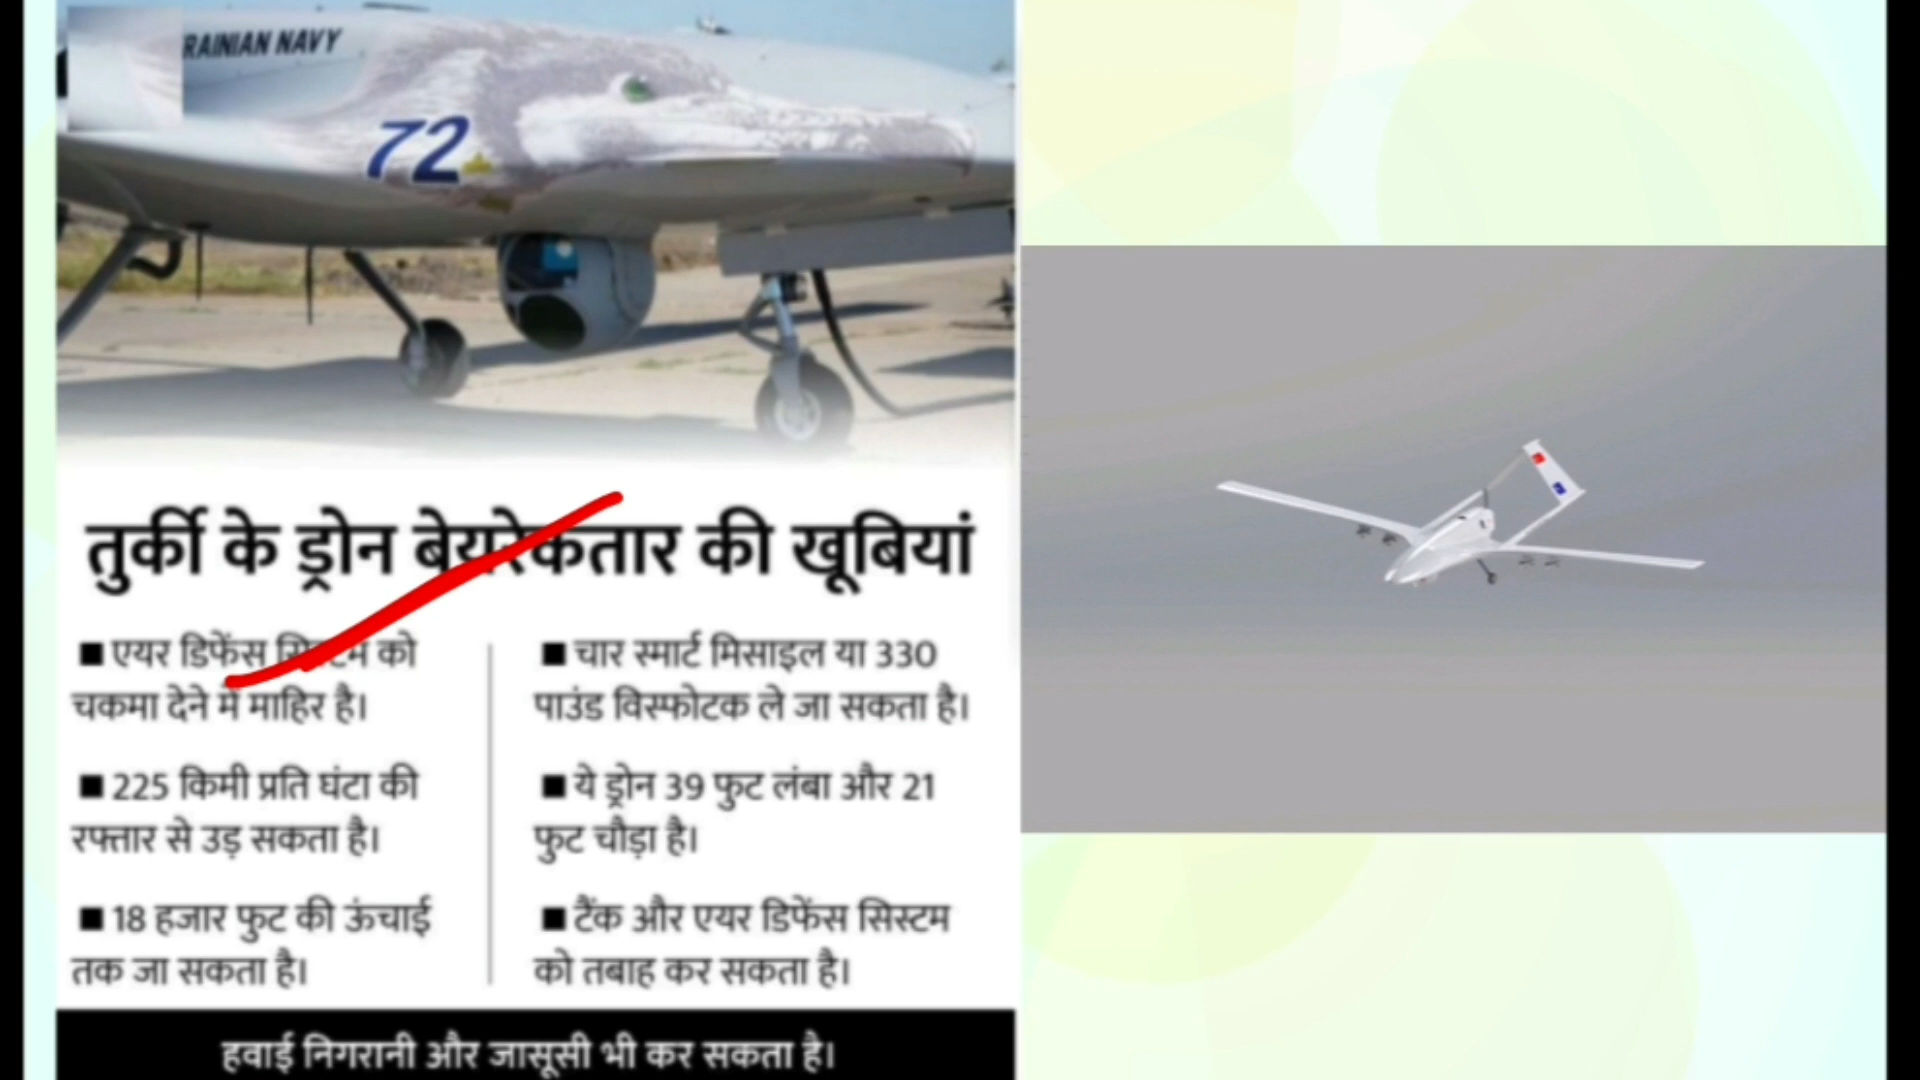 RAINIAN NAVY
72
तुर्की के ड्रोन बेयरेकतार की खूबियां
■ एयर डिफेंस सिस्टम को
चकमा देने में माहिर है।
■ 225 किमी प्रति घंटा की
रफ्तार से उड़ सकता है।
■ 18 हजार फुट की ऊंचाई
तक जा सकता है।
■ चार स्मार्ट मिसाइल या 330
पाउंड विस्फोटक ले जा सकता है।
■ ये ड्रोन 39 फुट लंबा और 21
फुट चौड़ा है।
■ टैंक और एयर डिफेंस सिस्टम
को तबाह कर सकता है।
हवाई निगरानी और जासूसी भी कर सकता है।